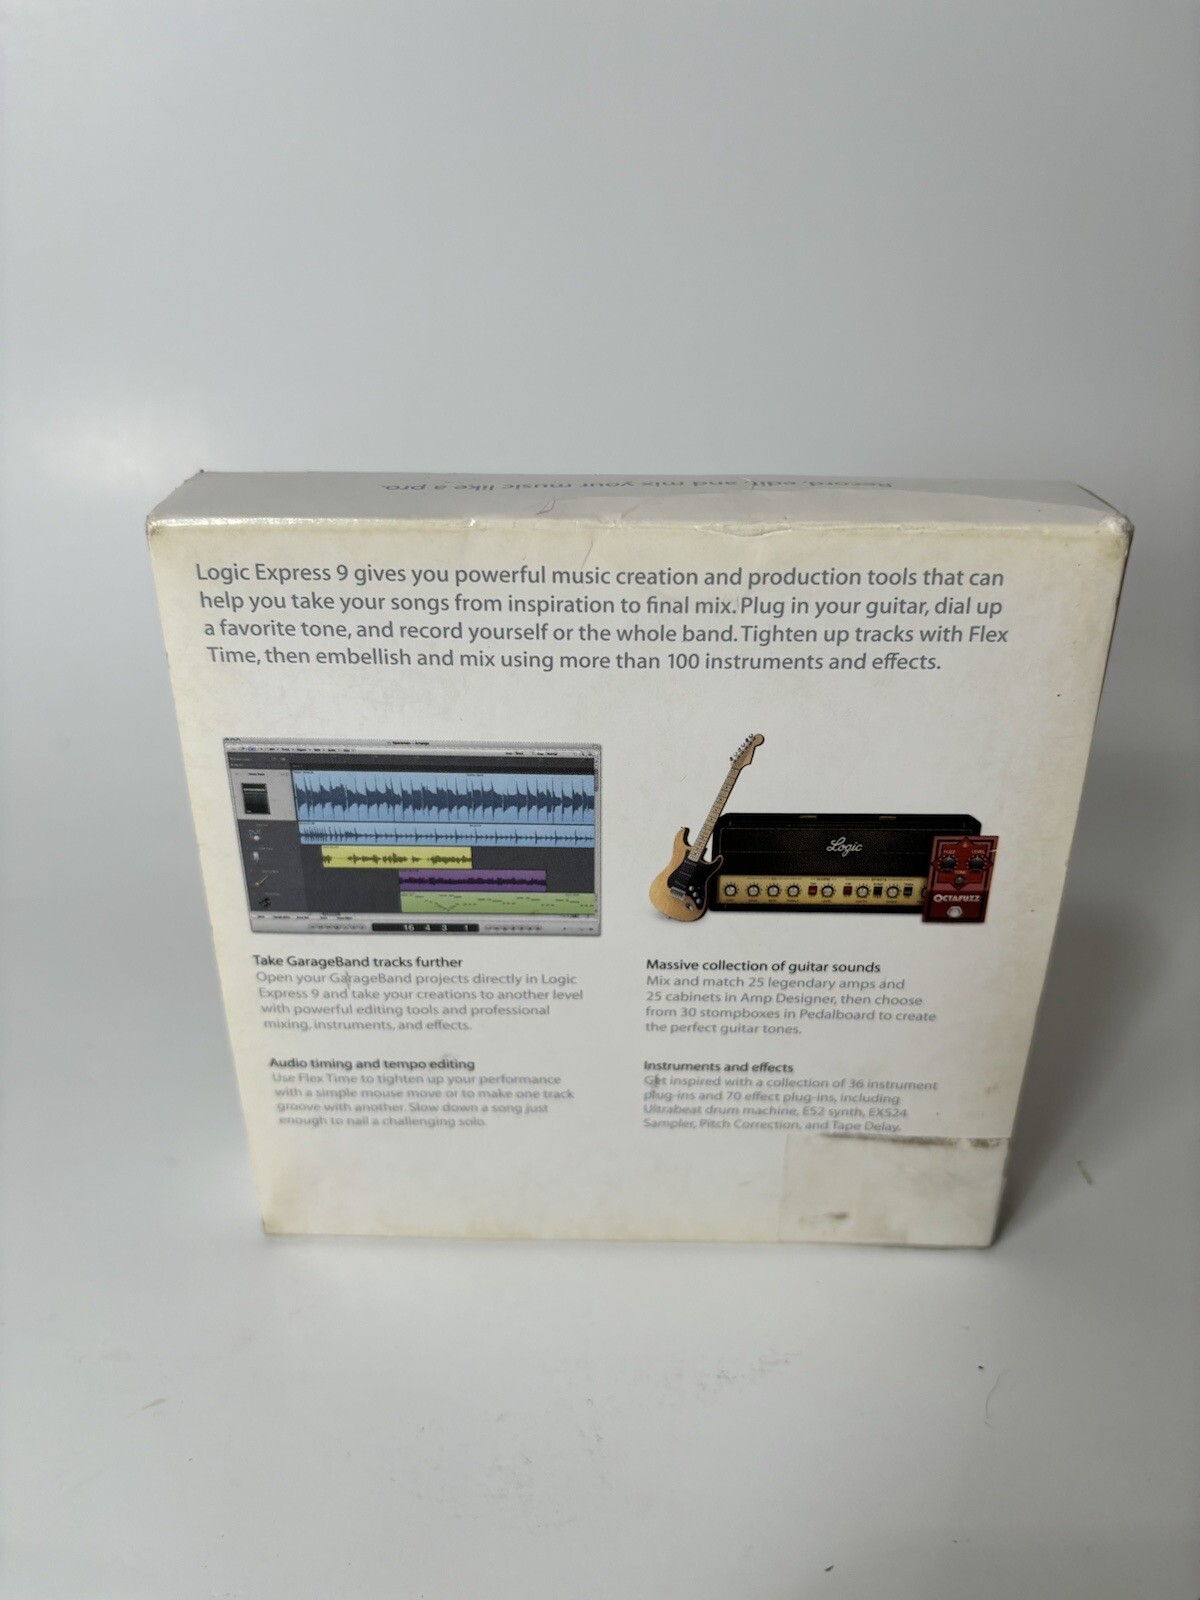 Record, edit, and mix your music like a pro.
Logic Express 9 gives you powerful music creation and production tools that can
help you take your songs from inspiration to final mix. Plug in your guitar, dial up
a favorite tone, and record yourself or the whole band. Tighten up tracks with Flex
Time, then embellish and mix using more than 100 instruments and effects.
16 4 3 1
Logic
OCTAFUZZ
Take GarageBand tracks further
Open your GarageBand projects directly in Logic
Express 9 and take your creations to another level
with powerful editing tools and professional
mixing, instruments, and effects.
Audio timing and tempo editing
Use Flex Time to tighten up your performance
with a simple mouse move or to make one track
groove with another. Slow down a song just
enough to nail a challenging solo.
Massive collection of guitar sounds
Mix and match 25 legendary amps and
25 cabinets in Amp Designer, then choose
from 30 stompboxes in Pedalboard to create
the perfect guitar tones.
Instruments and effects
Get inspired with a collection of 36 instrument
plug-ins and 70 effect plug-ins, including
Ultrabeat drum machine, ES2 synth, EXS24
Sampler, Pitch Correction, and Tape Delay.